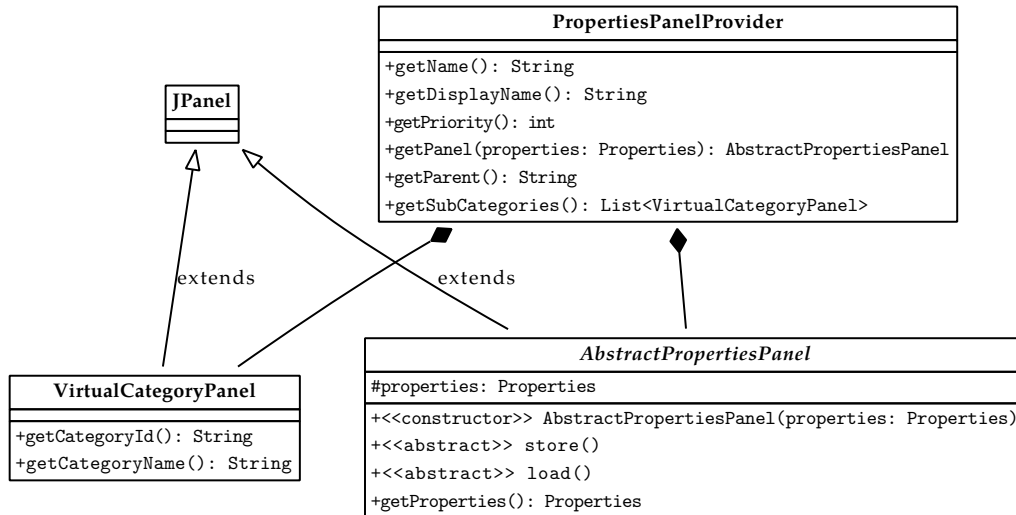 PropertiesPanelProvider
+getName(): String
+getDisplayName(): String
+getPriority(): int
+getPanel(properties: Properties): AbstractPropertiesPanel
+getParent(): String
+getSubCategories(): List<VirtualCategoryPanel>
JPanel
extends
extends
VirtualCategoryPanel
+getCategoryId(): String
+getCategoryName(): String
AbstractPropertiesPanel
#properties: Properties
+<<constructor>> AbstractPropertiesPanel(properties: Properties)
+<<abstract>> store()
+<<abstract>> load()
+getProperties(): Properties